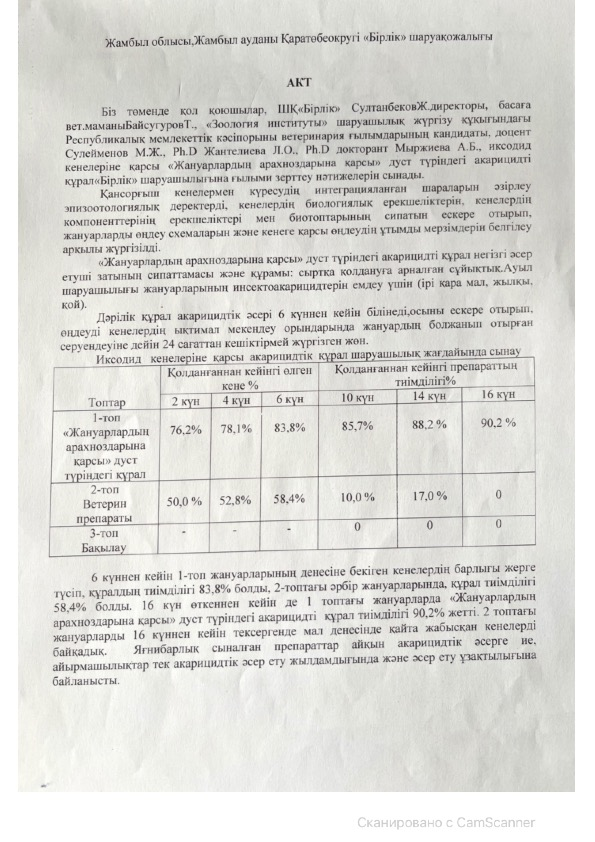 Жамбыл облысы,Жамбыл ауданы Қаратөбеокругі «Бірлік» шаруақожалығы
АКТ
Біз төменде қол қоюшылар, ШҚ«Бірлік» СултанбековЖ.директоры, басаға
вет.маманыБайсугуровТ., «Зоология институты» шаруашылық жүргізу құқығындағы
Республикалық мемлекеттік кәсіпорыны ветеринария ғылымдарының кандидаты, доцент
Сулейменов М.Ж., Ph.D Жантелиева Л.О., Ph.D докторант Мыржиева А.Б., иксодид
кенелеріне қарсы «Жануарлардың арахноздарына қарсы» дуст түріндегі акарицидті
құрал«Бірлік» шаруашылығына ғылыми зерттеу нәтижелерін сынады.
Қансорғыш кенелермен күресудің интеграцияланған шараларын әзірлеу
эпизоотологиялық деректерді, кенелердің биологиялық ерекшеліктерін, кенелердің
компоненттерінің ерекшеліктері мен биотоптарының сипатын ескере отырып,
жануарларды өңдеу схемаларын және кенеге қарсы өңдеудің ұтымды мерзімдерін белгілеу
арқылы жүргізілді.
«Жануарлардың арахноздарына қарсы» дуст түріндегі акарицидті құрал негізгі әсер
етуші затының сипаттамасы және құрамы: сыртқа қолдануға арналған сұйықтық.Ауыл
шаруашылығы жануарларының инсектоакарицидтерін емдеу үшін (ірі қара мал, жылқы,
қой).
Дәрілік құрал акарицидтік әсері 6 күннен кейін білінеді,осыны ескере отырып,
өңдеуді кенелердің ықтимал мекендеу орындарында жануардың болжанып отырған
серуендеуіне дейін 24 сағаттан кешіктірмей жүргізген жөн.
Иксодид кенелеріне қарсы акарицидтік құрал шаруашылық жағдайында сынау
Топтар
Қолданғаннан кейінгі өлген кене %
Қолданғаннан кейінгі препараттың тиімділігі%
2 күн 4 күн 6 күн 10 күн 14 күн 16 күн
1-топ
«Жануарлардың
арахноздарына
қарсы» дуст
түріндегі құрал
76,2% 78,1% 83,8% 85,7% 88,2 % 90,2 %
2-топ
Ветерин
препараты
50,0 % 52,8% 58,4% 10,0 % 17,0 % 0
3-топ
Бақылау
- - - 0 0 0
6 күннен кейін 1-топ жануарларының денесіне бекіген кенелердің барлығы жерге
түсіп, құралдың тиімділігі 83,8% болды, 2-топтағы әрбір жануарларында, құрал тиімділігі
58,4% болды. 16 күн өткеннен кейін де 1 топтағы жануарларда «Жануарлардың
арахноздарына қарсы» дуст түріндегі акарицидті құрал тиімділігі 90,2% жетті. 2 топтағы
жануарларды 16 күннен кейін тексергенде мал денесінде қайта жабысқан кенелерді
байқадық. Яғнибарлық сыналған препараттар айқын акарицидтік әсерге ие,
айырмашылықтар тек акарицидтік әсер ету жылдамдығында және әсер ету ұзақтылығына
байланысты.
Сканировано с CamScanner